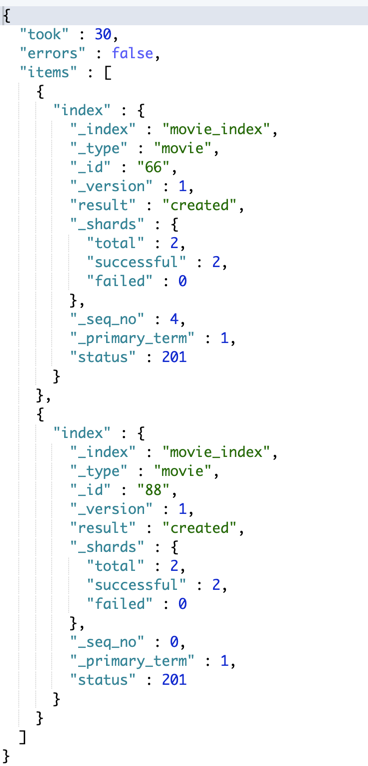 {
  "took" : 30,
  "errors" : false,
  "items" : [
    {
      "index" : {
        "_index" : "movie_index",
        "_type" : "movie",
        "_id" : "66",
        "_version" : 1,
        "result" : "created",
        "_shards" : {
          "total" : 2,
          "successful" : 2,
          "failed" : 0
        },
        "_seq_no" : 4,
        "_primary_term" : 1,
        "status" : 201
      }
    },
    {
      "index" : {
        "_index" : "movie_index",
        "_type" : "movie",
        "_id" : "88",
        "_version" : 1,
        "result" : "created",
        "_shards" : {
          "total" : 2,
          "successful" : 2,
          "failed" : 0
        },
        "_seq_no" : 0,
        "_primary_term" : 1,
        "status" : 201
      }
    }
  ]
}